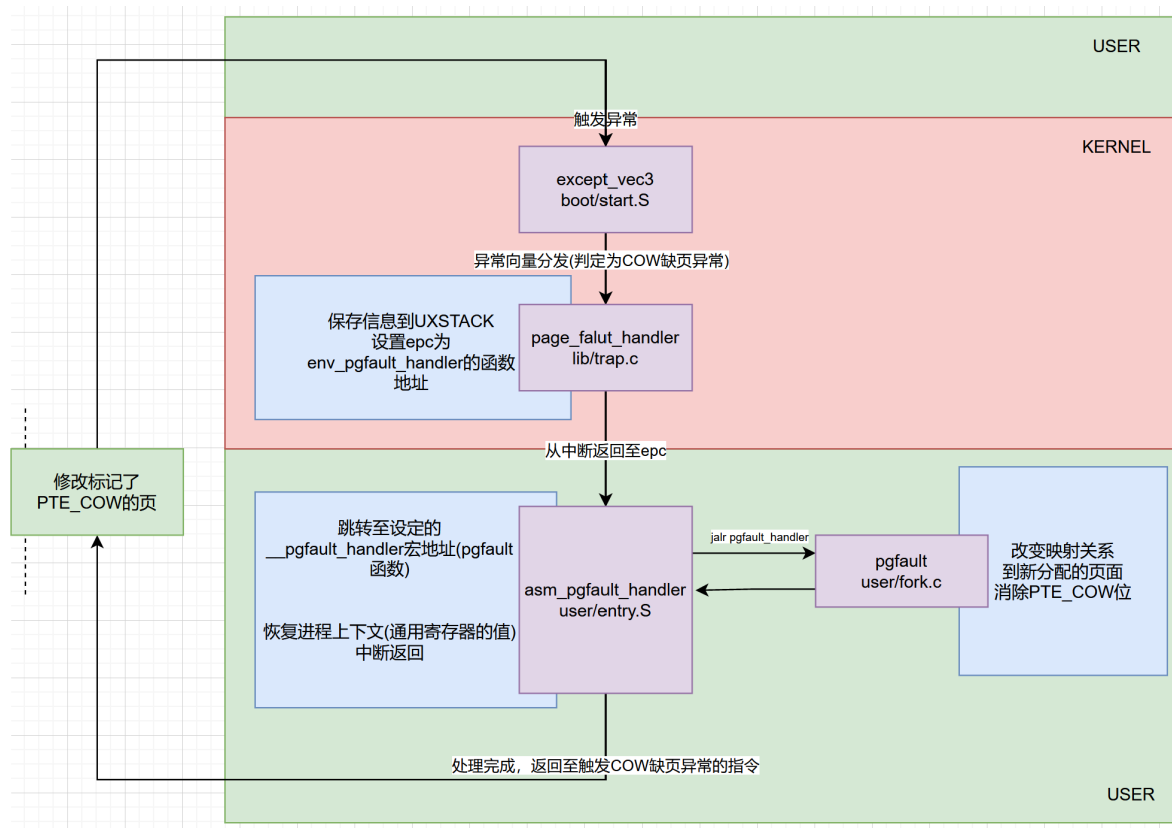 USER
触发异常
KERNEL
except_vec3
boot/start.S
异常向量分发(判定为COW缺页异常)
保存信息到UXSTACK
设置epc为
env_pgfault_handler的函数
地址
page_falut_handler
lib/trap.c
从中断返回至epc
修改标记了
PTE_COW的页
跳转至设定的
__pgfault_handler宏地址(pgfault
函数)
恢复进程上下文(通用寄存器的值)
中断返回
asm_pgfault_handler
user/entry.S
jalr pgfault_handler
pgfault
user/fork.c
改变映射关系
到新分配的页面
消除PTE_COW位
处理完成，返回至触发COW缺页异常的指令
USER